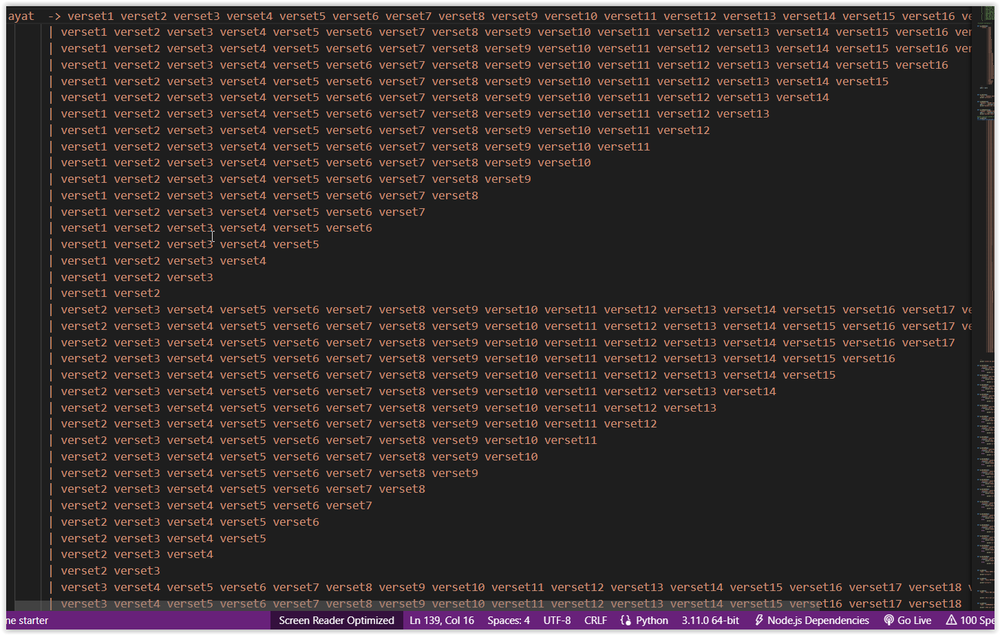 ayat -> verset1 verset2 verset3 verset4 verset5 verset6 verset7 verset8 verset9 verset10 verset11 verset12 verset13 verset14 verset15 verset16 ve
| verset1 verset2 verset3 verset4 verset5 verset6 verset7 verset8 verset9 verset10 verset11 verset12 verset13 verset14 verset15 verset16 ver
| verset1 verset2 verset3 verset4 verset5 verset6 verset7 verset8 verset9 verset10 verset11 verset12 verset13 verset14 verset15 verset16 ver
| verset1 verset2 verset3 verset4 verset5 verset6 verset7 verset8 verset9 verset10 verset11 verset12 verset13 verset14 verset15 verset16
| verset1 verset2 verset3 verset4 verset5 verset6 verset7 verset8 verset9 verset10 verset11 verset12 verset13 verset14 verset15
| verset1 verset2 verset3 verset4 verset5 verset6 verset7 verset8 verset9 verset10 verset11 verset12 verset13 verset14
| verset1 verset2 verset3 verset4 verset5 verset6 verset7 verset8 verset9 verset10 verset11 verset12 verset13
| verset1 verset2 verset3 verset4 verset5 verset6 verset7 verset8 verset9 verset10 verset11 verset12
| verset1 verset2 verset3 verset4 verset5 verset6 verset7 verset8 verset9 verset10 verset11
| verset1 verset2 verset3 verset4 verset5 verset6 verset7 verset8 verset9 verset10
| verset1 verset2 verset3 verset4 verset5 verset6 verset7 verset8 verset9
| verset1 verset2 verset3 verset4 verset5 verset6 verset7 verset8
| verset1 verset2 verset3 verset4 verset5 verset6 verset7
| verset1 verset2 verset3 verset4 verset5 verset6
| verset1 verset2 verset3 verset4 verset5
| verset1 verset2 verset3 verset4
| verset1 verset2 verset3
| verset1 verset2
| verset2 verset3 verset4 verset5 verset6 verset7 verset8 verset9 verset10 verset11 verset12 verset13 verset14 verset15 verset16 verset17 ve
| verset2 verset3 verset4 verset5 verset6 verset7 verset8 verset9 verset10 verset11 verset12 verset13 verset14 verset15 verset16 verset17 ve
| verset2 verset3 verset4 verset5 verset6 verset7 verset8 verset9 verset10 verset11 verset12 verset13 verset14 verset15 verset16 verset17
| verset2 verset3 verset4 verset5 verset6 verset7 verset8 verset9 verset10 verset11 verset12 verset13 verset14 verset15 verset16
| verset2 verset3 verset4 verset5 verset6 verset7 verset8 verset9 verset10 verset11 verset12 verset13 verset14 verset15
| verset2 verset3 verset4 verset5 verset6 verset7 verset8 verset9 verset10 verset11 verset12 verset13 verset14
| verset2 verset3 verset4 verset5 verset6 verset7 verset8 verset9 verset10 verset11 verset12 verset13
| verset2 verset3 verset4 verset5 verset6 verset7 verset8 verset9 verset10 verset11 verset12
| verset2 verset3 verset4 verset5 verset6 verset7 verset8 verset9 verset10 verset11
| verset2 verset3 verset4 verset5 verset6 verset7 verset8 verset9 verset10
| verset2 verset3 verset4 verset5 verset6 verset7 verset8 verset9
| verset2 verset3 verset4 verset5 verset6 verset7 verset8
| verset2 verset3 verset4 verset5 verset6 verset7
| verset2 verset3 verset4 verset5 verset6
| verset2 verset3 verset4 verset5
| verset2 verset3 verset4
| verset2 verset3
| verset3 verset4 verset5 verset6 verset7 verset8 verset9 verset10 verset11 verset12 verset13 verset14 verset15 verset16 verset17 verset18 v
| verset3 verset4 verset5 verset6 verset7 verset8 verset9 verset10 verset11 verset12 verset13 verset14 verset15 verset16 verset17 verset18
ne starter Screen Reader Optimized Ln 139, Col 16 Spaces: 4 UTF-8 CRLF Python 3.11.0 64-bit Node.js Dependencies Go Live 100 Spe